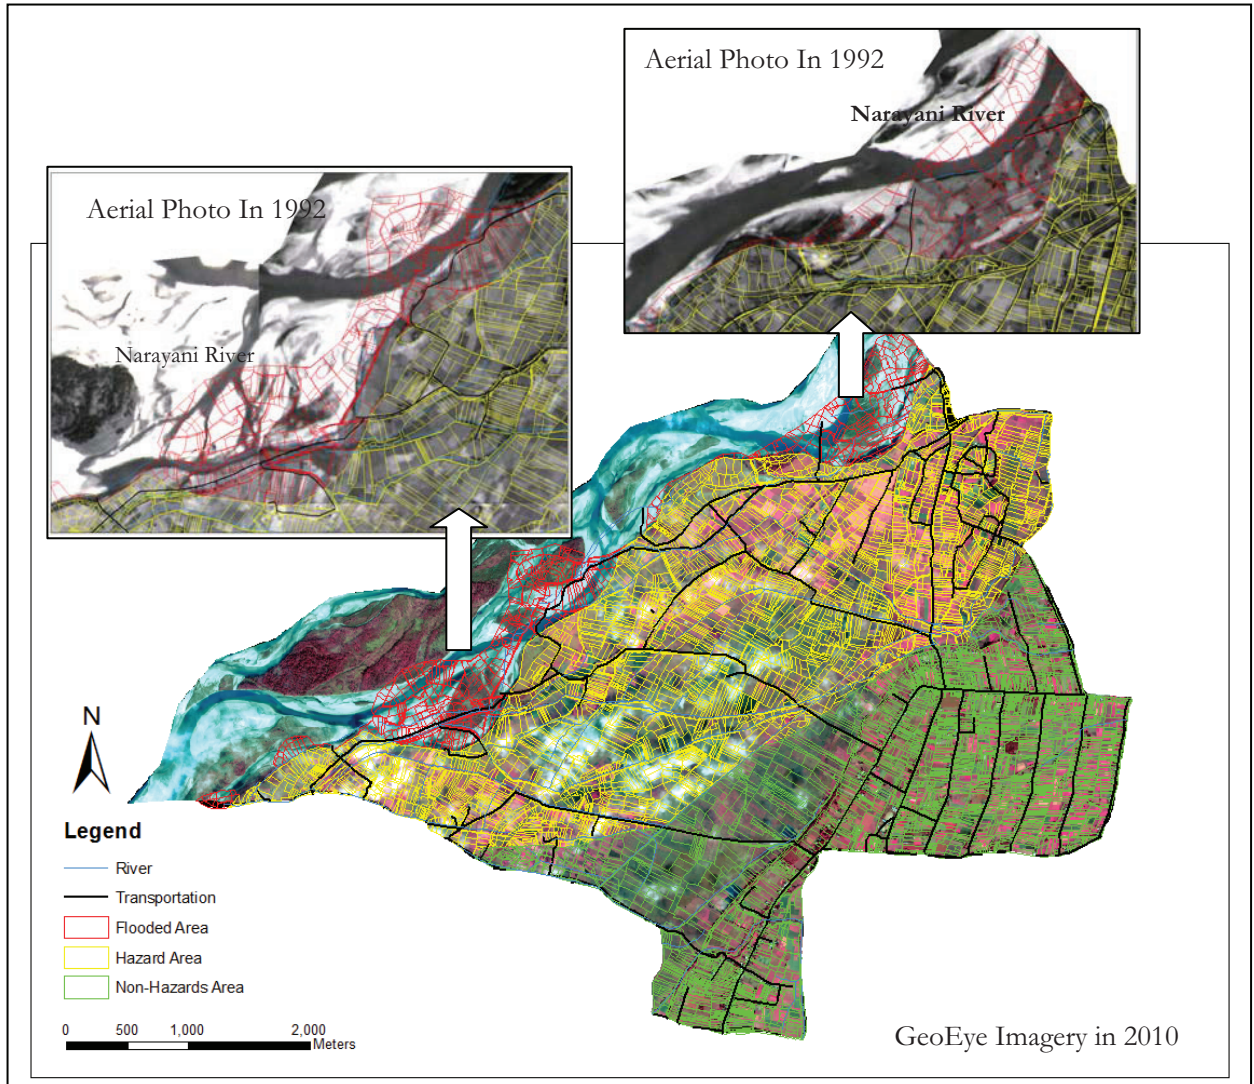 Aerial Photo In 1992
Narayani River
Aerial Photo In 1992
Narayani River
N
Legend
River
Transportation
Flooded Area
Hazard Area
Non-Hazards Area
0 500 1,000 2,000
Meters
GeoEye Imagery in 2010